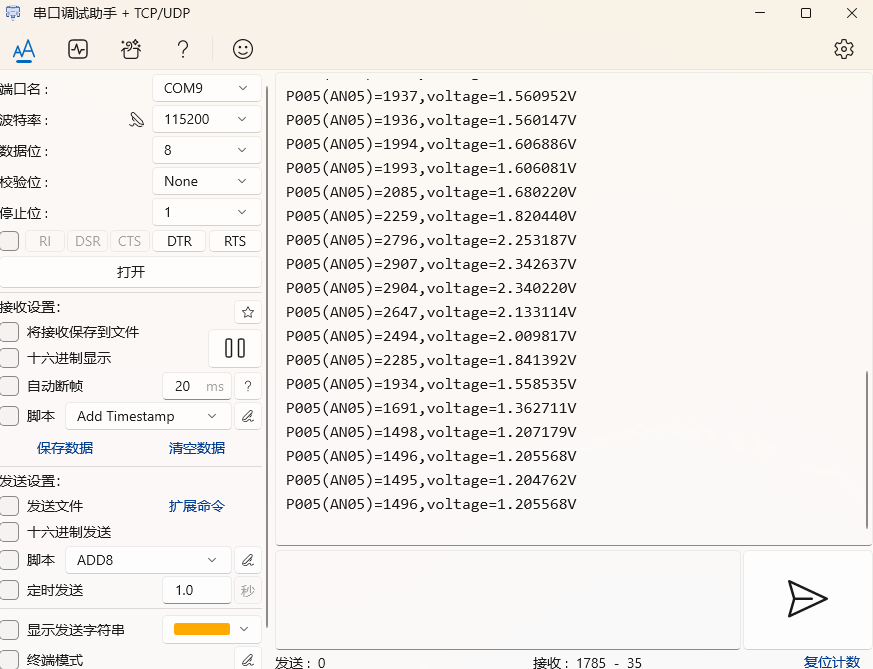 串口调试助手 + TCP/UDP
AA
?
端口名:
COM9
波特率:
115200
数据位:
8
校验位:
None
停止位:
1
RI
DSR
CTS
DTR
RTS
打开
接收设置:
将接收保存到文件
十六进制显示
自动断帧
20 ms
?
脚本
Add Timestamp
保存数据
清空数据
发送设置:
发送文件
扩展命令
十六进制发送
脚本
ADD8
定时发送
1.0
秒
显示发送字符串
终端模式
P005(AN05)=1937,voltage=1.560952V
P005(AN05)=1936,voltage=1.560147V
P005(AN05)=1994,voltage=1.606886V
P005(AN05)=1993,voltage=1.606081V
P005(AN05)=2085,voltage=1.680220V
P005(AN05)=2259,voltage=1.820440V
P005(AN05)=2796,voltage=2.253187V
P005(AN05)=2907,voltage=2.342637V
P005(AN05)=2904,voltage=2.340220V
P005(AN05)=2647,voltage=2.133114V
P005(AN05)=2494,voltage=2.009817V
P005(AN05)=2285,voltage=1.841392V
P005(AN05)=1934,voltage=1.558535V
P005(AN05)=1691,voltage=1.362711V
P005(AN05)=1498,voltage=1.207179V
P005(AN05)=1496,voltage=1.205568V
P005(AN05)=1495,voltage=1.204762V
P005(AN05)=1496,voltage=1.205568V
发送: 0
接收: 1785 - 35
复位计数